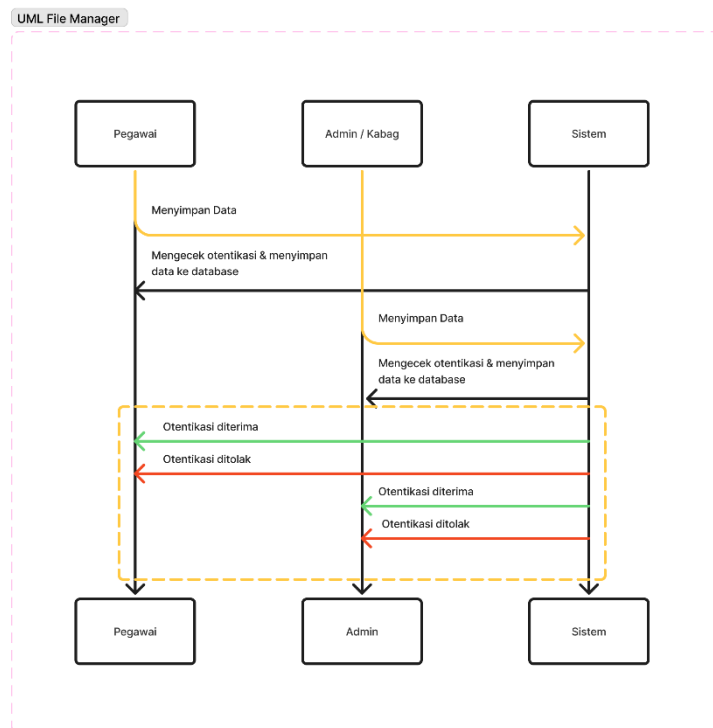 UML File Manager
Pegawai
Admin / Kabag
Sistem
Menyimpan Data
Mengecek otentikasi & menyimpan
data ke database
Menyimpan Data
Mengecek otentikasi & menyimpan
data ke database
Otentikasi diterima
Otentikasi ditolak
Otentikasi diterima
Otentikasi ditolak
Pegawai
Admin
Sistem